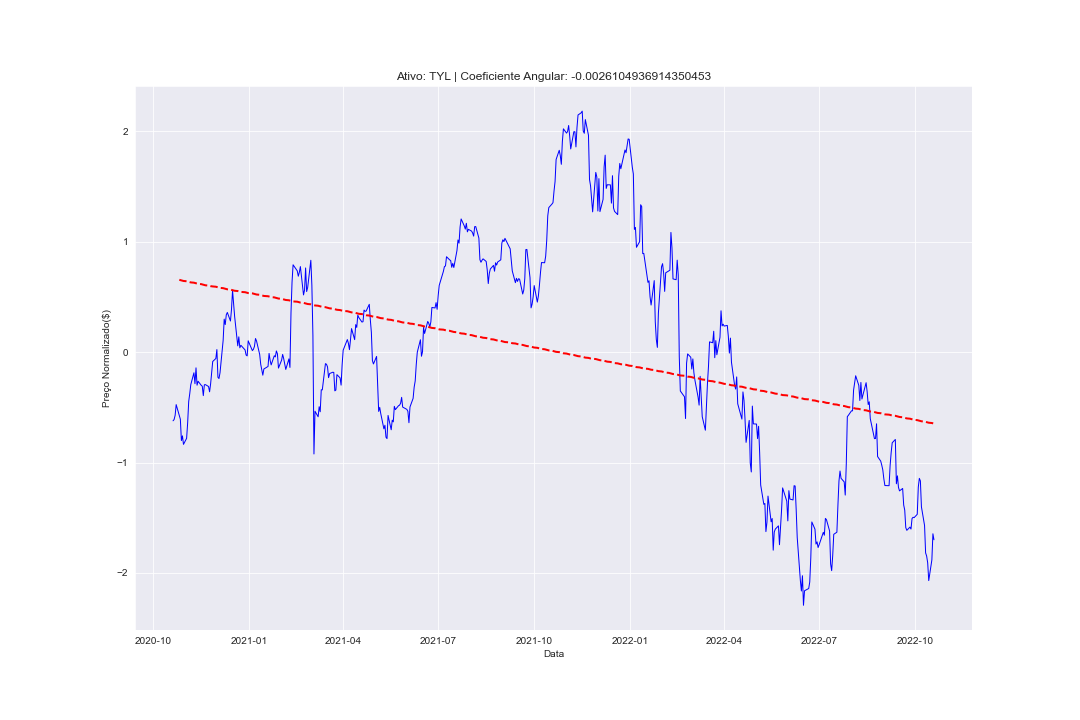 Ativo: TYL | Coeficiente Angular: -0.0026104936914350453
Preço Normalizado($)
2
1
0
−1
−2
2020-10 2021-01 2021-04 2021-07 2021-10 2022-01 2022-04 2022-07 2022-10
Data